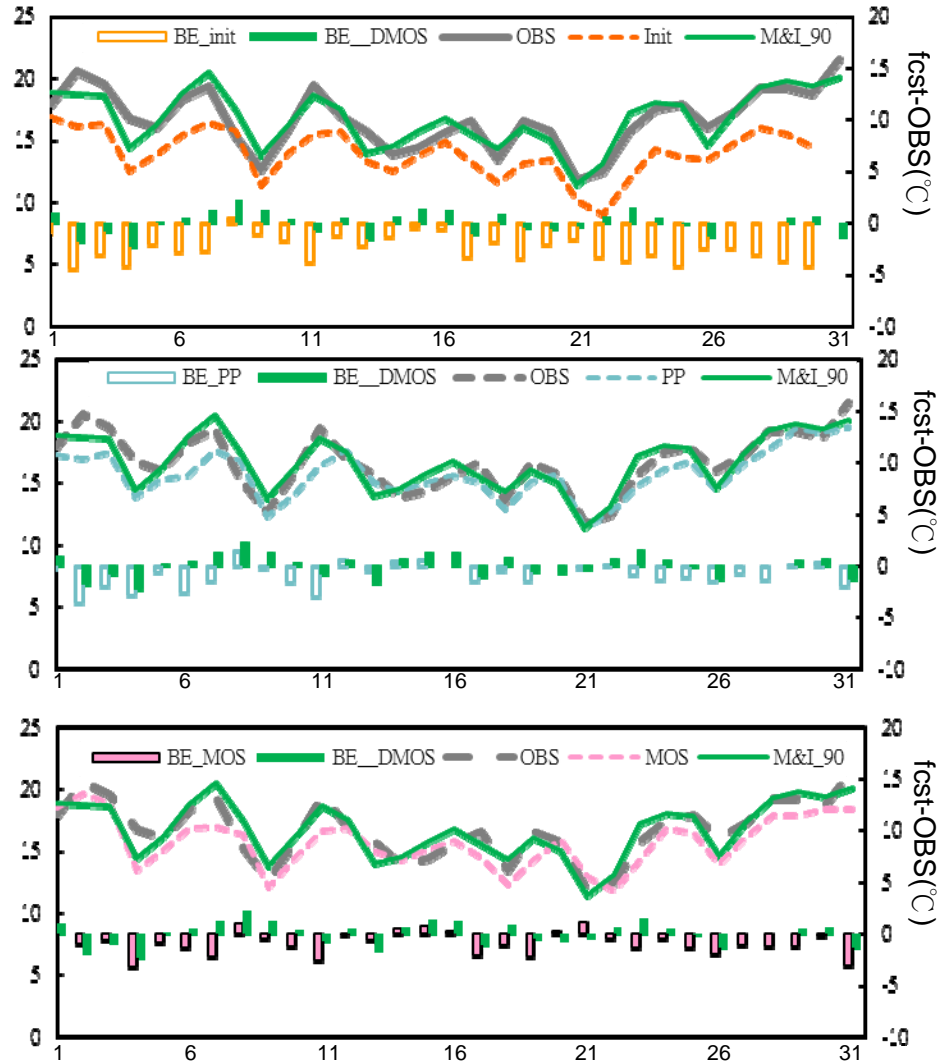 25 20
BE_init BE__DMOS OBS Init M&I_90
20 15
15 10
10 5
0
5 -5
0 -10
fcst-OBS(℃)
1 6 11 16 21 26 31
25 20
BE_PP BE__DMOS OBS PP M&I_90
20 15
15 10
10 5
0
5 -5
0 -10
fcst-OBS(℃)
1 6 11 16 21 26 31
25 20
BE_MOS BE__DMOS OBS MOS M&I_90
20 15
15 10
10 5
0
5 -5
0 -10
fcst-OBS(℃)
1 6 11 16 21 26 31